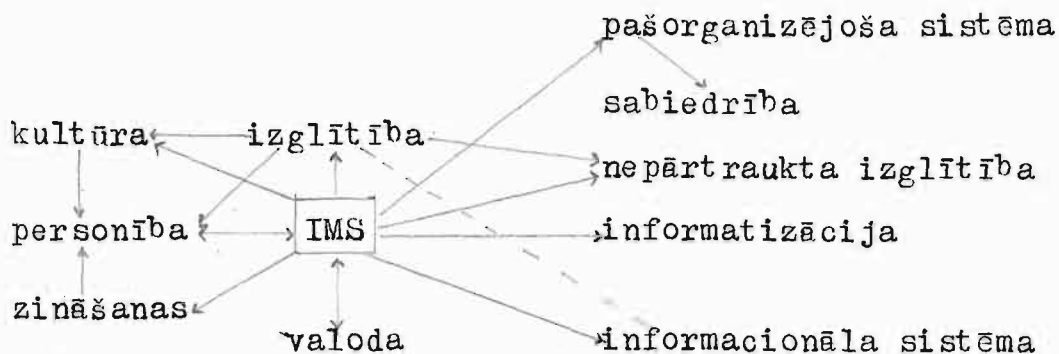 pašorganizējoša sistēma
sabiedrība
kultūra izglītība
nepārtraukta izglītība
personība IMS informatizācija
zināšanas
valoda informacionāla sistēma